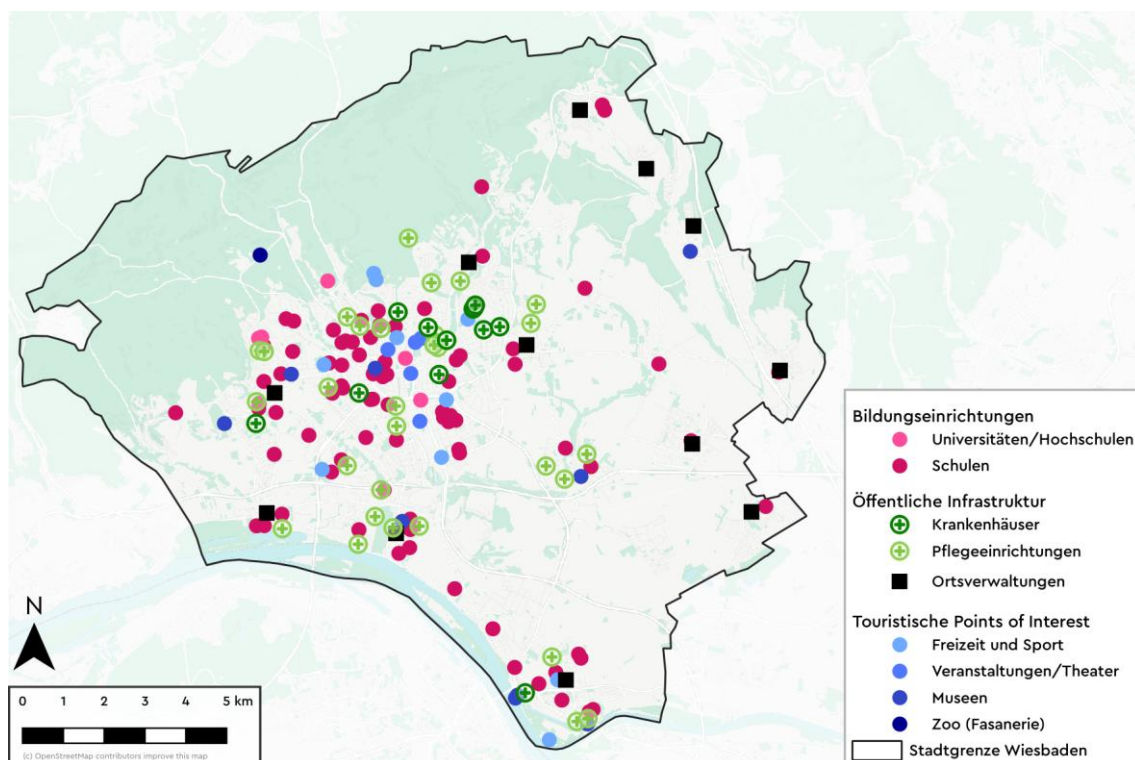 Bildungseinrichtungen
Universitäten/Hochschulen
Schulen
Öffentliche Infrastruktur
Krankenhäuser
Pflegeeinrichtungen
Ortsverwaltungen
Touristische Points of Interest
Freizeit und Sport
Veranstaltungen/Theater
Museen
Zoo (Fasanerie)
Stadtgrenze Wiesbaden
N
0 1 2 3 4 5 km
(c) OpenStreetMap contributors improve this map